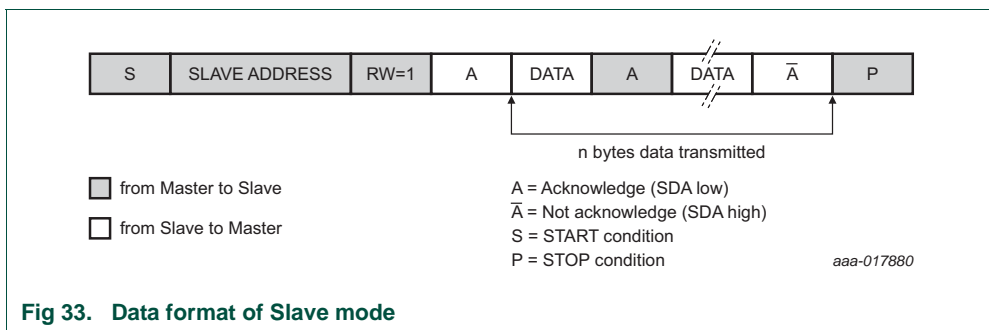 S SLAVE ADDRESS RW=1 A DATA A DATA A̅ P
n bytes data transmitted
from Master to Slave
from Slave to Master
A = Acknowledge (SDA low)
A̅ = Not acknowledge (SDA high)
S = START condition
P = STOP condition
aaa-017880
Fig 33. Data format of Slave mode